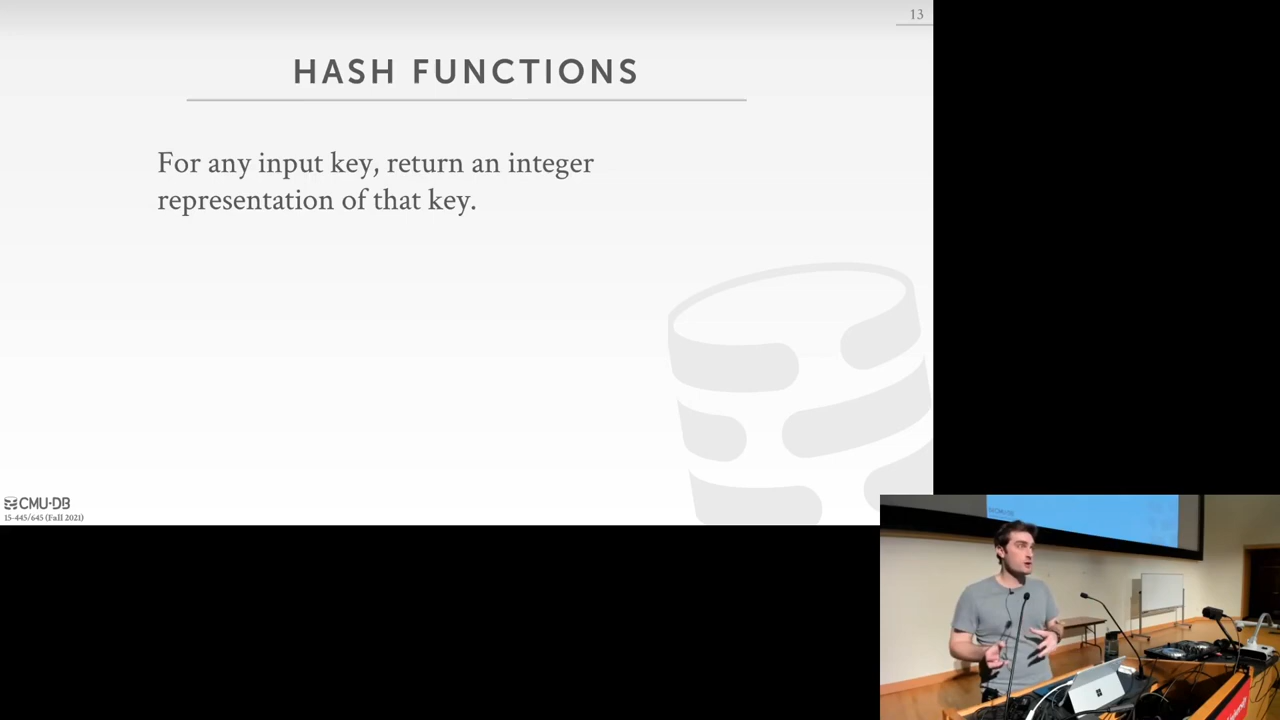 13
HASH FUNCTIONS
For any input key, return an integer
representation of that key.
CMU·DB
15-445/645 (Fall 2021)